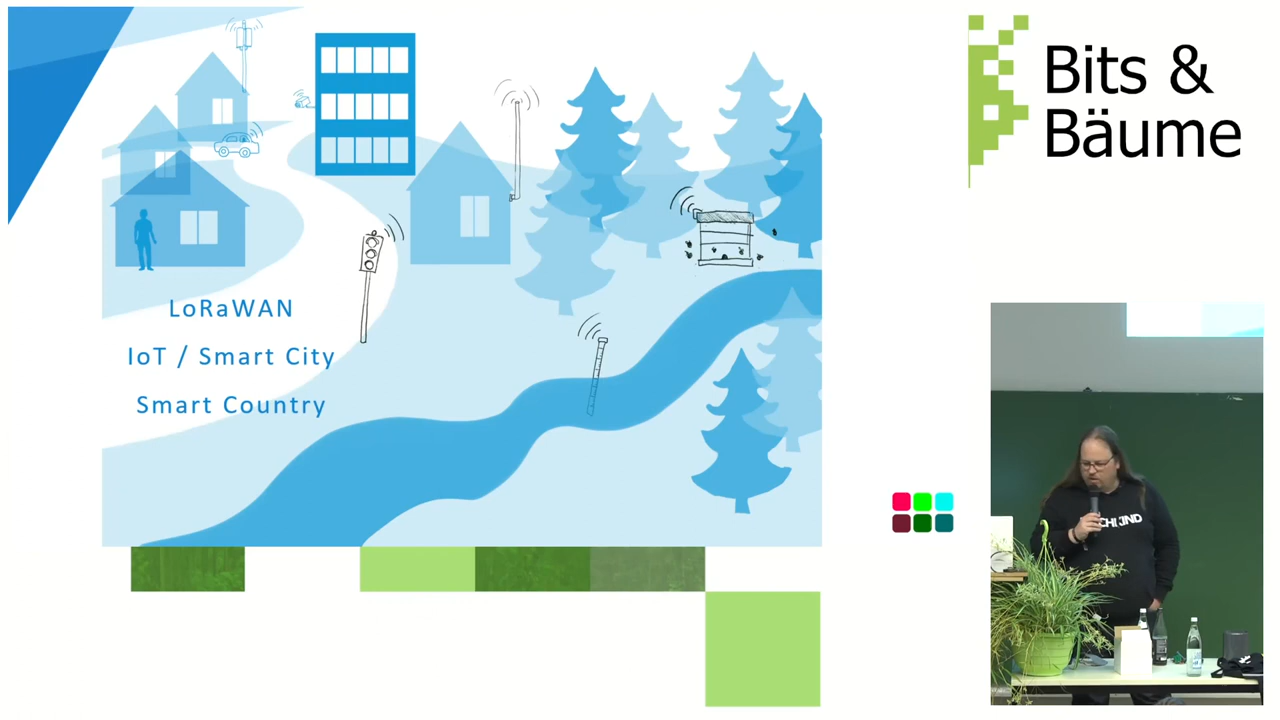 Bits &
Bäume
LoRaWAN
IoT / Smart City
Smart Country